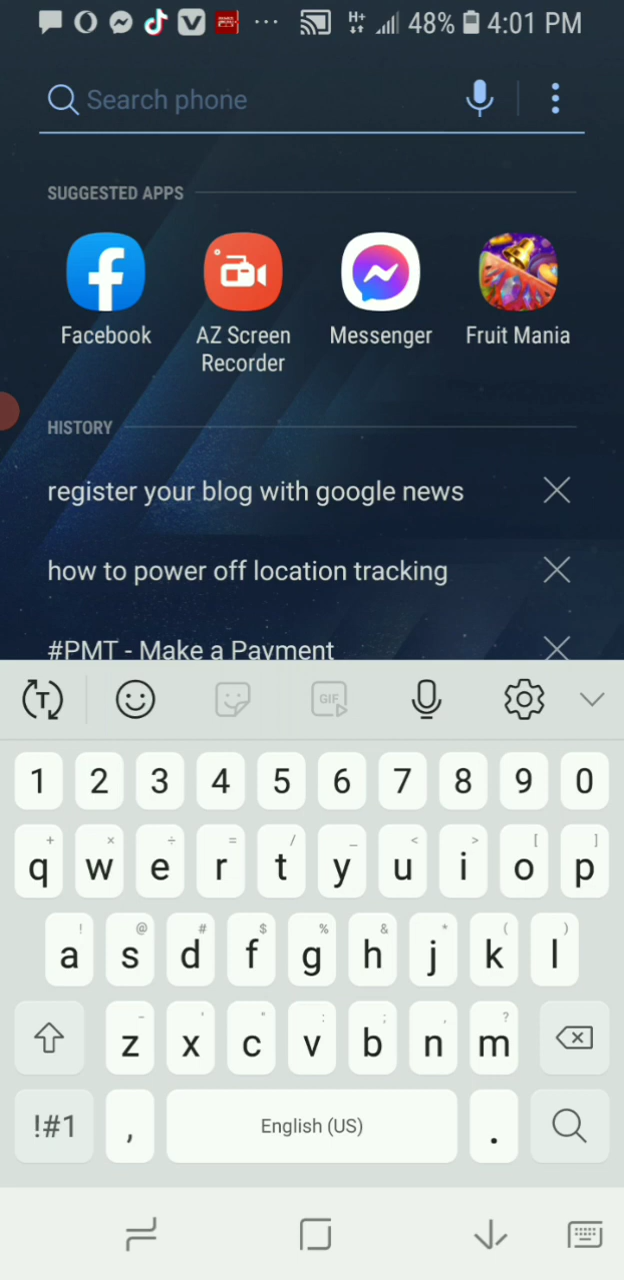 H+ 48% 4:01 PM
Search phone
SUGGESTED APPS
Facebook
AZ Screen Recorder
Messenger
Fruit Mania
HISTORY
register your blog with google news
how to power off location tracking
#PMT - Make a Payment
T
GIF
1 2 3 4 5 6 7 8 9 0
+ × ÷ = / _ < > [ ]
q w e r t y u i o p
! @ # $ % & * ( )
a s d f g h j k l
- ' " : ; , ?
z x c v b n m
!#1 , English (US) .